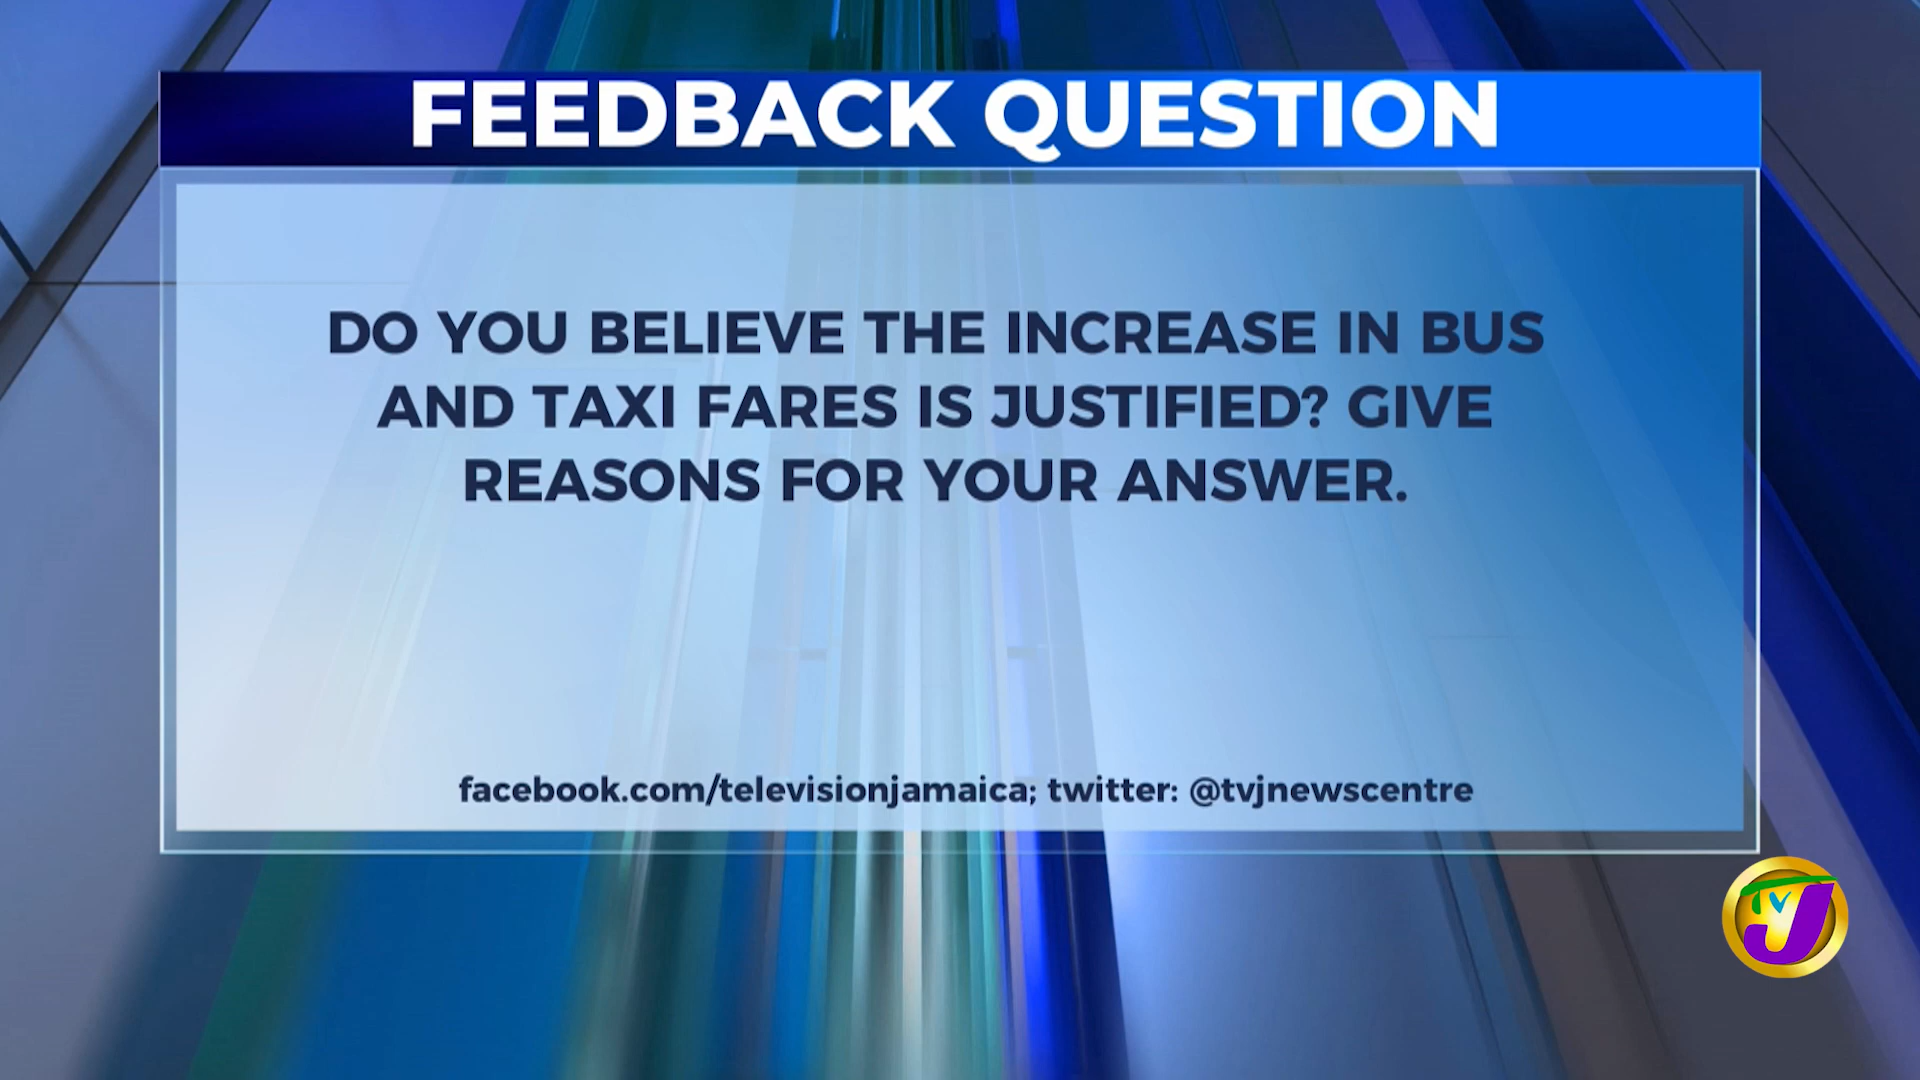 FEEDBACK QUESTION
DO YOU BELIEVE THE INCREASE IN BUS
AND TAXI FARES IS JUSTIFIED? GIVE
REASONS FOR YOUR ANSWER.
facebook.com/televisionjamaica; twitter: @tvjnewscentre
TVJ